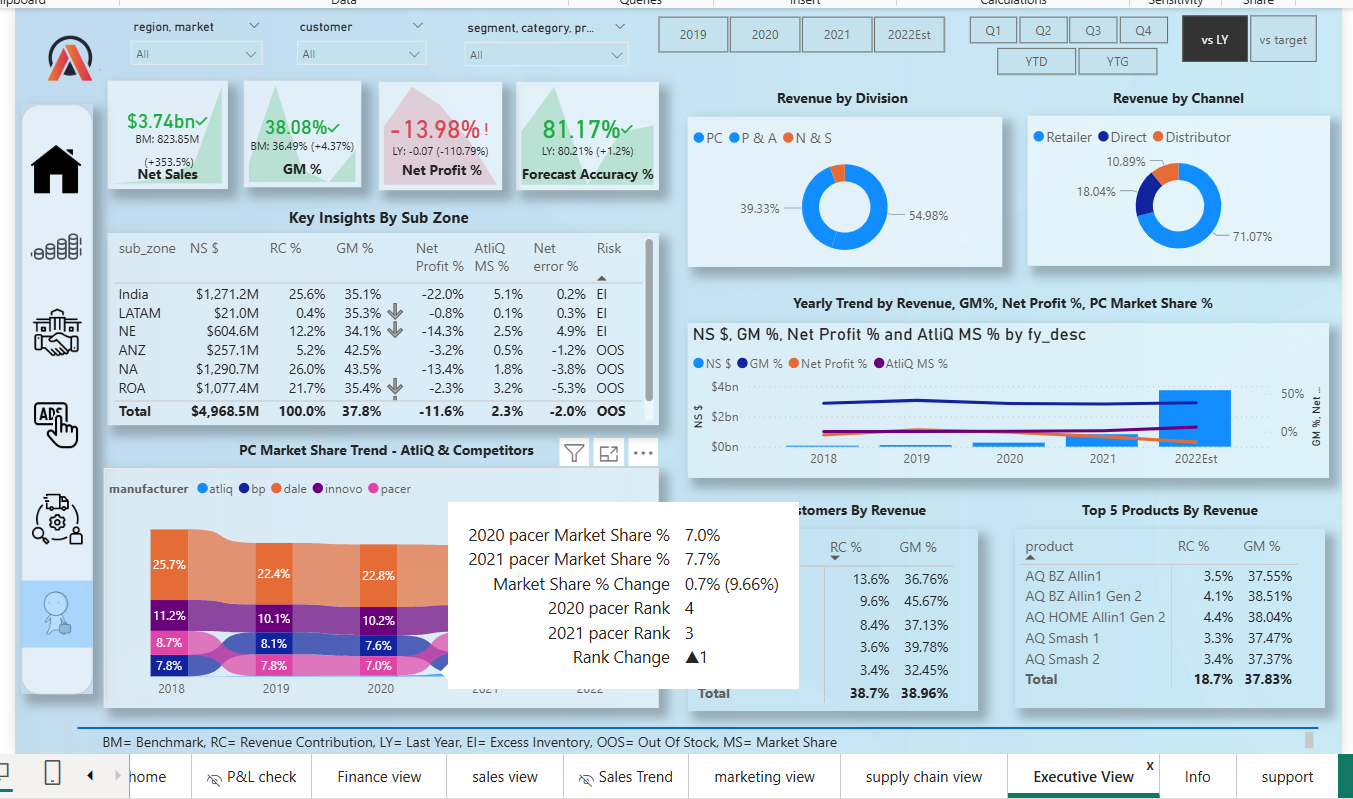 Data
Queries
Insert
Calculations
Sensitivity
Share
region, market
customer
segment, category, pr...
All
All
All
2019
2020
2021
2022Est
Q1
Q2
Q3
Q4
YTD
YTG
vs LY
vs target
$3.74bn
BM: 823.85M
(+353.5%)
Net Sales
38.08%
BM: 36.49% (+4.37%)
GM %
-13.98%!
LY: -0.07 (-110.79%)
Net Profit %
81.17%
LY: 80.21% (+1.2%)
Forecast Accuracy %
Revenue by Division
PC P & A N & S
39.33%
54.98%
Revenue by Channel
Retailer Direct Distributor
10.89%
18.04%
71.07%
Key Insights By Sub Zone
sub_zone NS $ RC % GM % Net Profit % AtliQ MS % Net error % Risk
India $1,271.2M 25.6% 35.1% -22.0% 5.1% 0.2% EI
LATAM $21.0M 0.4% 35.3% -0.8% 0.1% 0.3% EI
NE $604.6M 12.2% 34.1% -14.3% 2.5% 4.9% EI
ANZ $257.1M 5.2% 42.5% -3.2% 0.5% -1.2% OOS
NA $1,290.7M 26.0% 43.5% -13.4% 1.8% -3.8% OOS
ROA $1,077.4M 21.7% 35.4% -2.3% 3.2% -5.3% OOS
Total $4,968.5M 100.0% 37.8% -11.6% 2.3% -2.0% OOS
Yearly Trend by Revenue, GM%, Net Profit %, PC Market Share %
NS $, GM %, Net Profit % and AtliQ MS % by fy_desc
NS $ GM % Net Profit % AtliQ MS %
NS $
$4bn
$2bn
$0bn
50%
0%
GM %, Net ...
2018 2019 2020 2021 2022Est
PC Market Share Trend - AtliQ & Competitors
manufacturer atliq bp dale innovo pacer
25.7% 22.4% 22.8%
11.2% 10.1% 10.2%
8.7% 8.1% 7.6%
7.8% 7.8% 7.0%
2018 2019 2020 2021 2022
2020 pacer Market Share % 7.0%
2021 pacer Market Share % 7.7%
Market Share % Change 0.7% (9.66%)
2020 pacer Rank 4
2021 pacer Rank 3
Rank Change ▲1
stomers By Revenue
RC % GM %
13.6% 36.76%
9.6% 45.67%
8.4% 37.13%
3.6% 39.78%
3.4% 32.45%
Total 38.7% 38.96%
Top 5 Products By Revenue
product RC % GM %
AQ BZ Allin1 3.5% 37.55%
AQ BZ Allin1 Gen 2 4.1% 38.51%
AQ HOME Allin1 Gen 2 4.4% 38.04%
AQ Smash 1 3.3% 37.47%
AQ Smash 2 3.4% 37.37%
Total 18.7% 37.83%
ADS
BM= Benchmark, RC= Revenue Contribution, LY= Last Year, EI= Excess Inventory, OOS= Out Of Stock, MS= Market Share
home
P&L check
Finance view
sales view
Sales Trend
marketing view
supply chain view
Executive View
X
Info
support